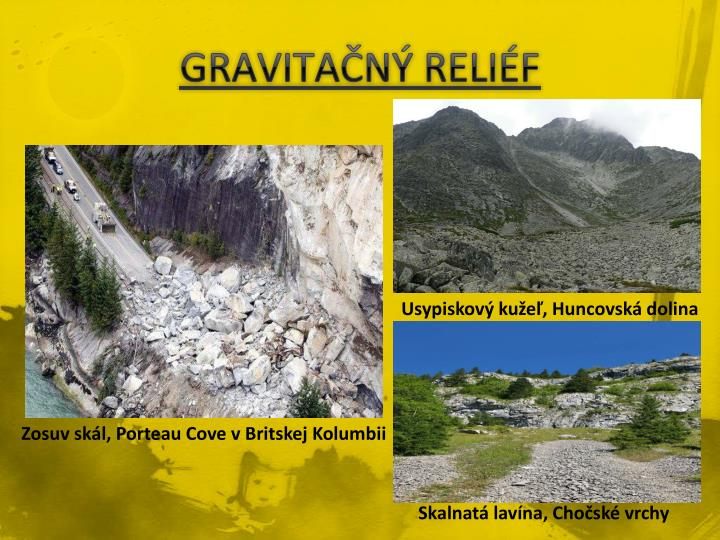 GRAVITAČNÝ RELIÉF
Zosuv skál, Porteau Cove v Britskej Kolumbii
Usypiskový kužeľ, Huncovská dolina
Skalnatá lavína, Chočské vrchy